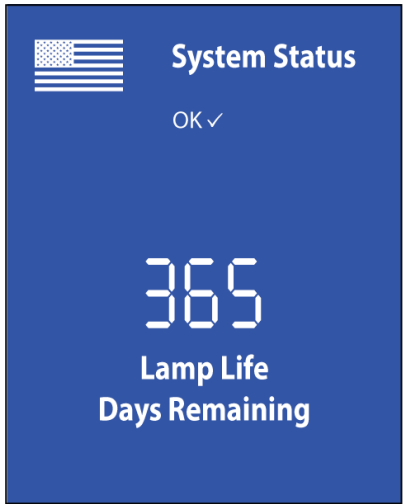 System Status
OK ✓
365
Lamp Life
Days Remaining